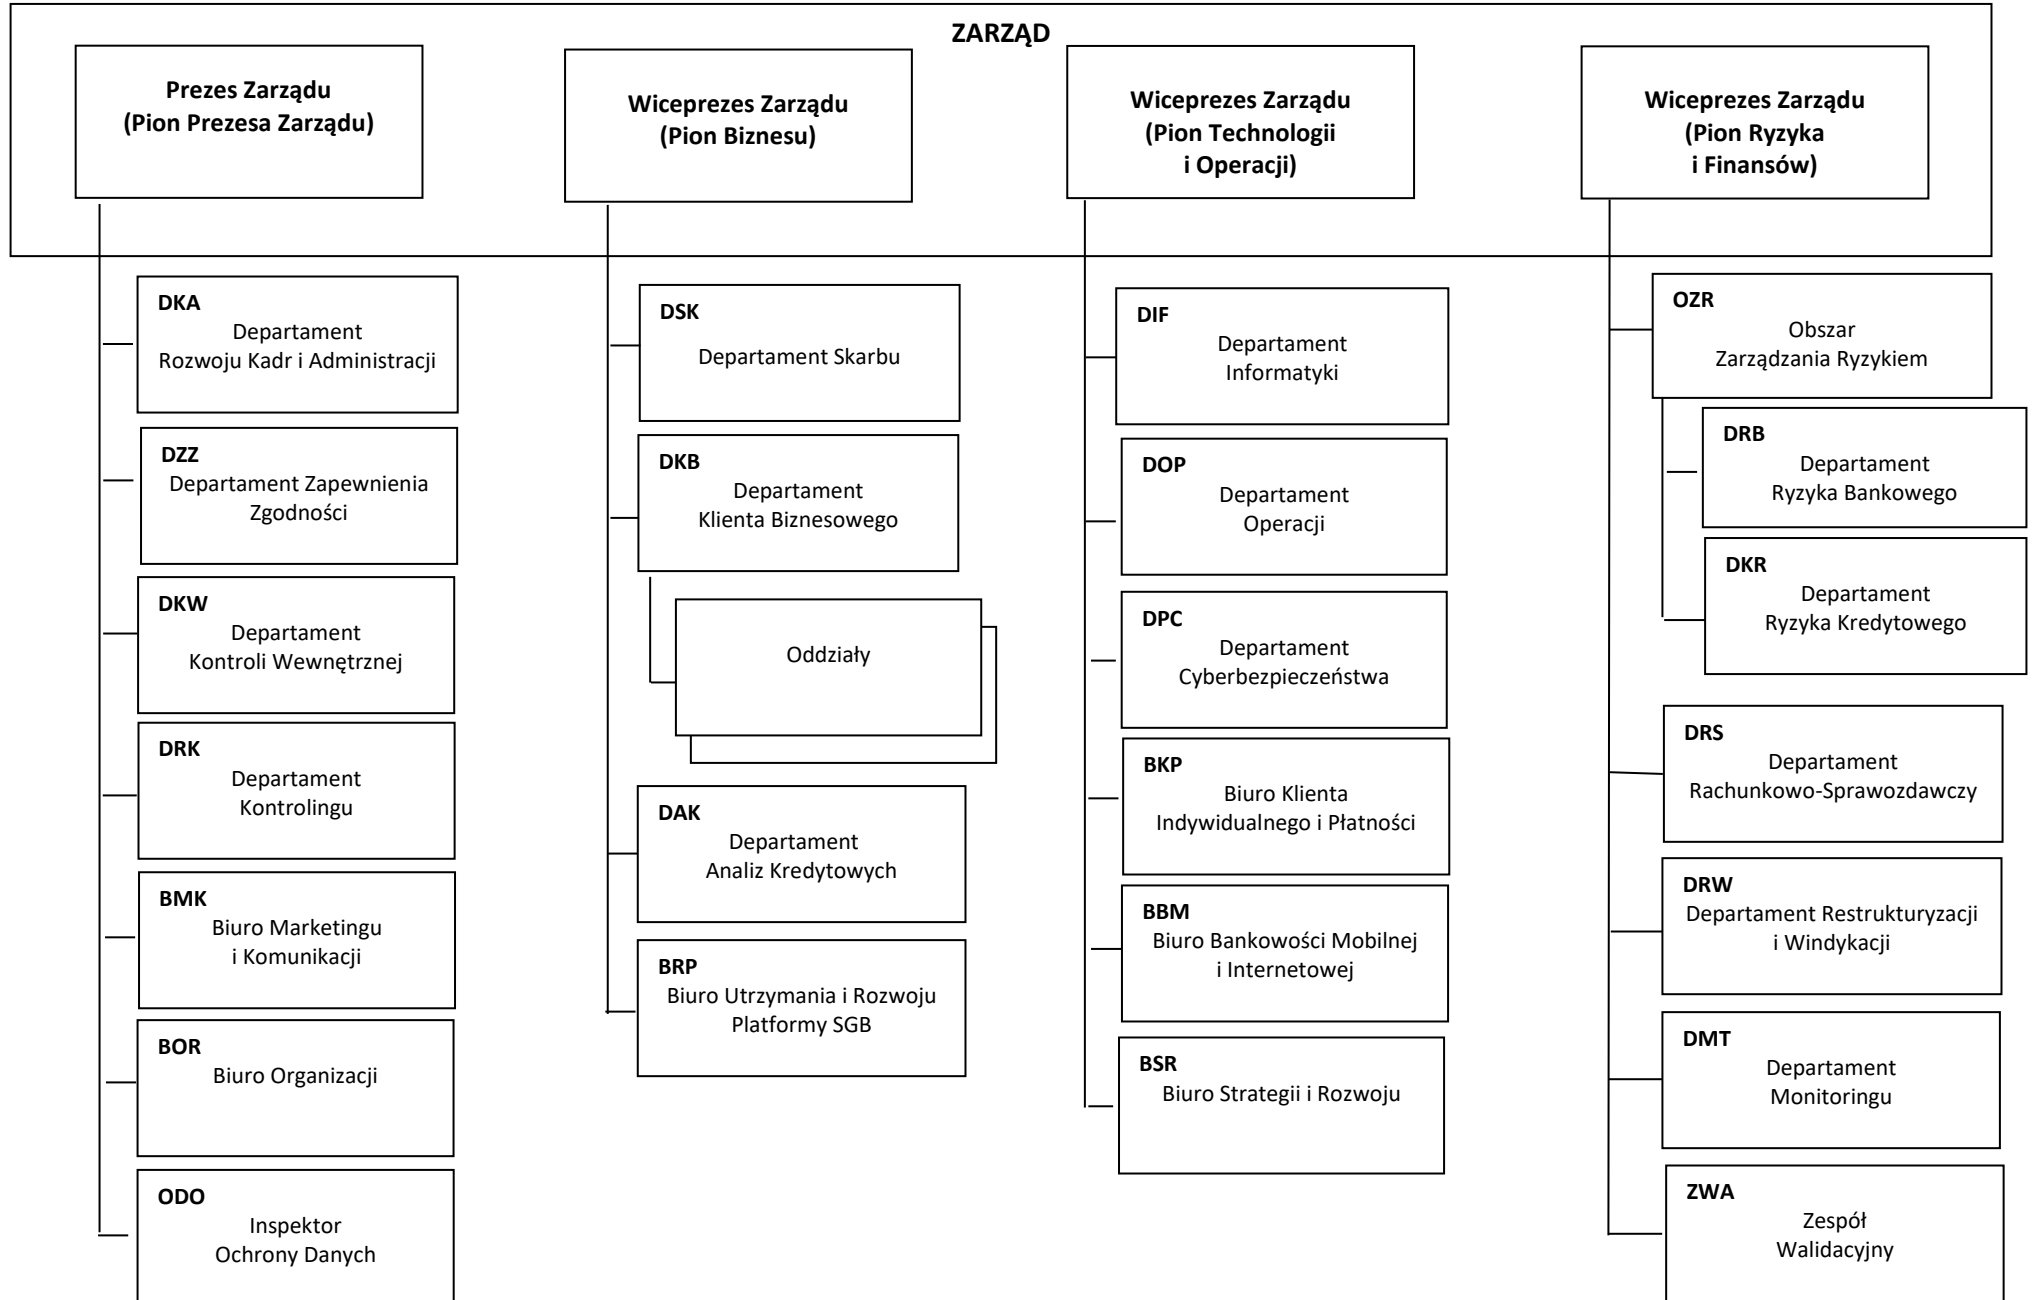 ZARZĄD
Prezes Zarządu
(Pion Prezesa Zarządu)
Wiceprezes Zarządu
(Pion Biznesu)
Wiceprezes Zarządu
(Pion Technologii
i Operacji)
Wiceprezes Zarządu
(Pion Ryzyka
i Finansów)
DKA
Departament
Rozwoju Kadr i Administracji
DZZ
Departament Zapewnienia
Zgodności
DKW
Departament
Kontroli Wewnętrznej
DRK
Departament
Kontrolingu
BMK
Biuro Marketingu
i Komunikacji
BOR
Biuro Organizacji
ODO
Inspektor
Ochrony Danych
DSK
Departament Skarbu
DKB
Departament
Klienta Biznesowego
Oddziały
DAK
Departament
Analiz Kredytowych
BRP
Biuro Utrzymania i Rozwoju
Platformy SGB
DIF
Departament
Informatyki
DOP
Departament
Operacji
DPC
Departament
Cyberbezpieczeństwa
BKP
Biuro Klienta
Indywidualnego i Płatności
BBM
Biuro Bankowości Mobilnej
i Internetowej
BSR
Biuro Strategii i Rozwoju
OZR
Obszar
Zarządzania Ryzykiem
DRB
Departament
Ryzyka Bankowego
DKR
Departament
Ryzyka Kredytowego
DRS
Departament
Rachunkowo-Sprawozdawczy
DRW
Departament Restrukturyzacji
i Windykacji
DMT
Departament
Monitoringu
ZWA
Zespół
Walidacyjny